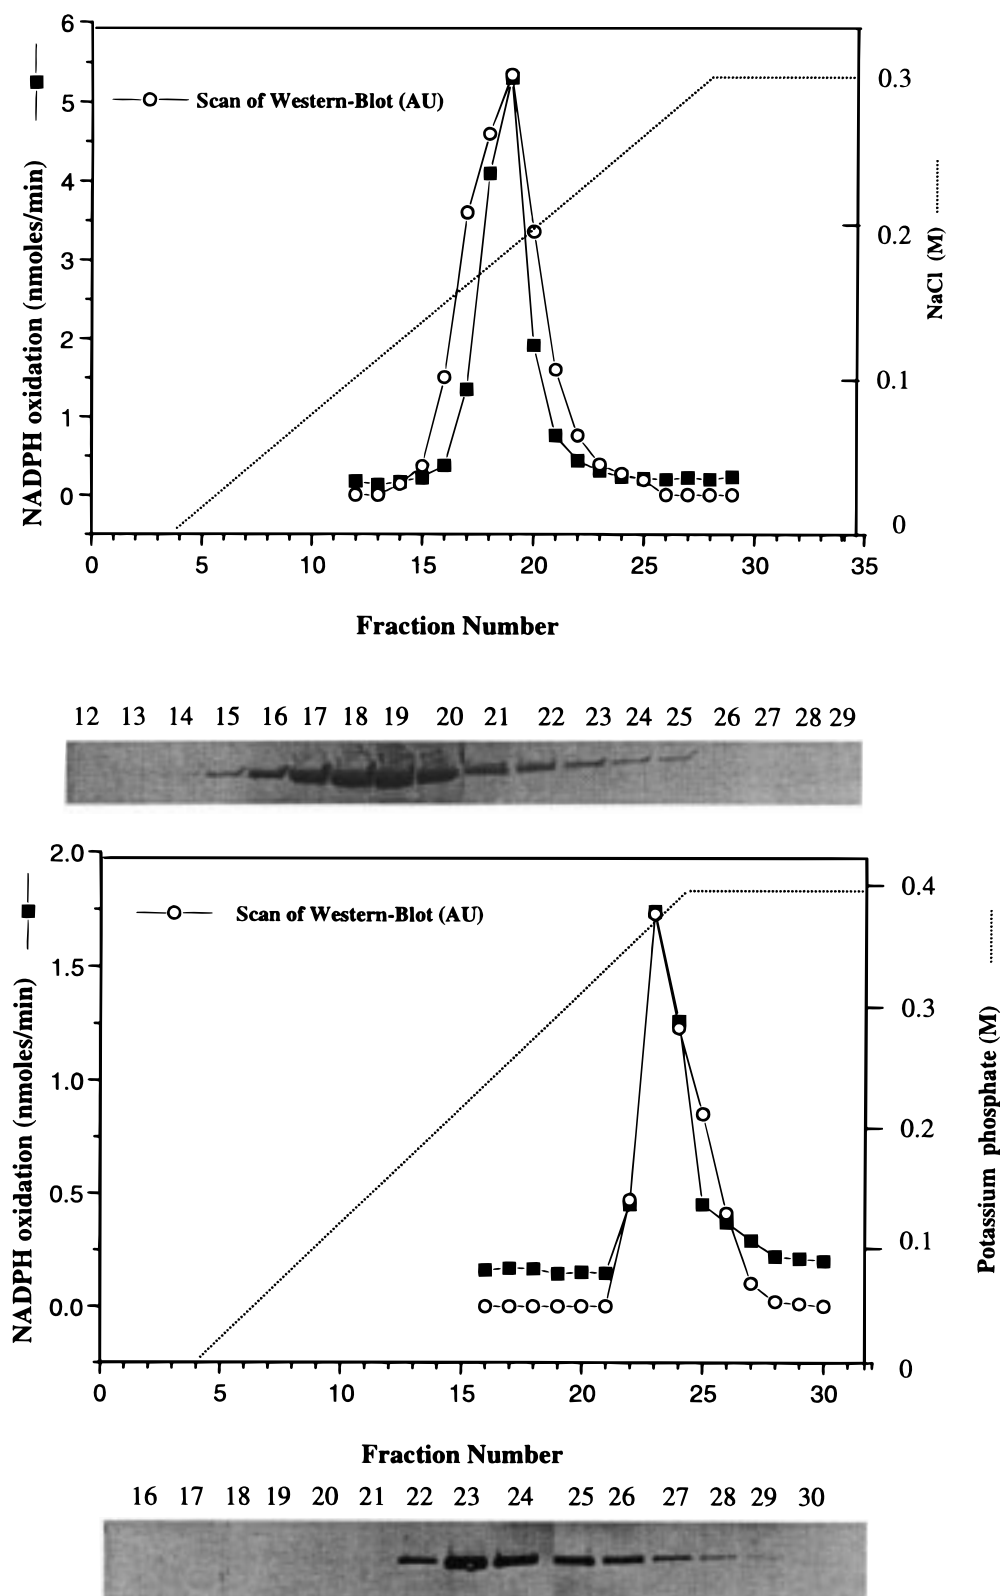 6
5
4
3
2
1
0
NADPH oxidation (nmoles/min)
Scan of Western-Blot (AU)
0.3
0.2
0.1
0
NaCl (M)
0 5 10 15 20 25 30 35
Fraction Number
12 13 14 15 16 17 18 19 20 21 22 23 24 25 26 27 28 29
2.0
1.5
1.0
0.5
0.0
NADPH oxidation (nmoles/min)
Scan of Western-Blot (AU)
0.4
0.3
0.2
0.1
0
Potassium phosphate (M)
0 5 10 15 20 25 30
Fraction Number
16 17 18 19 20 21 22 23 24 25 26 27 28 29 30